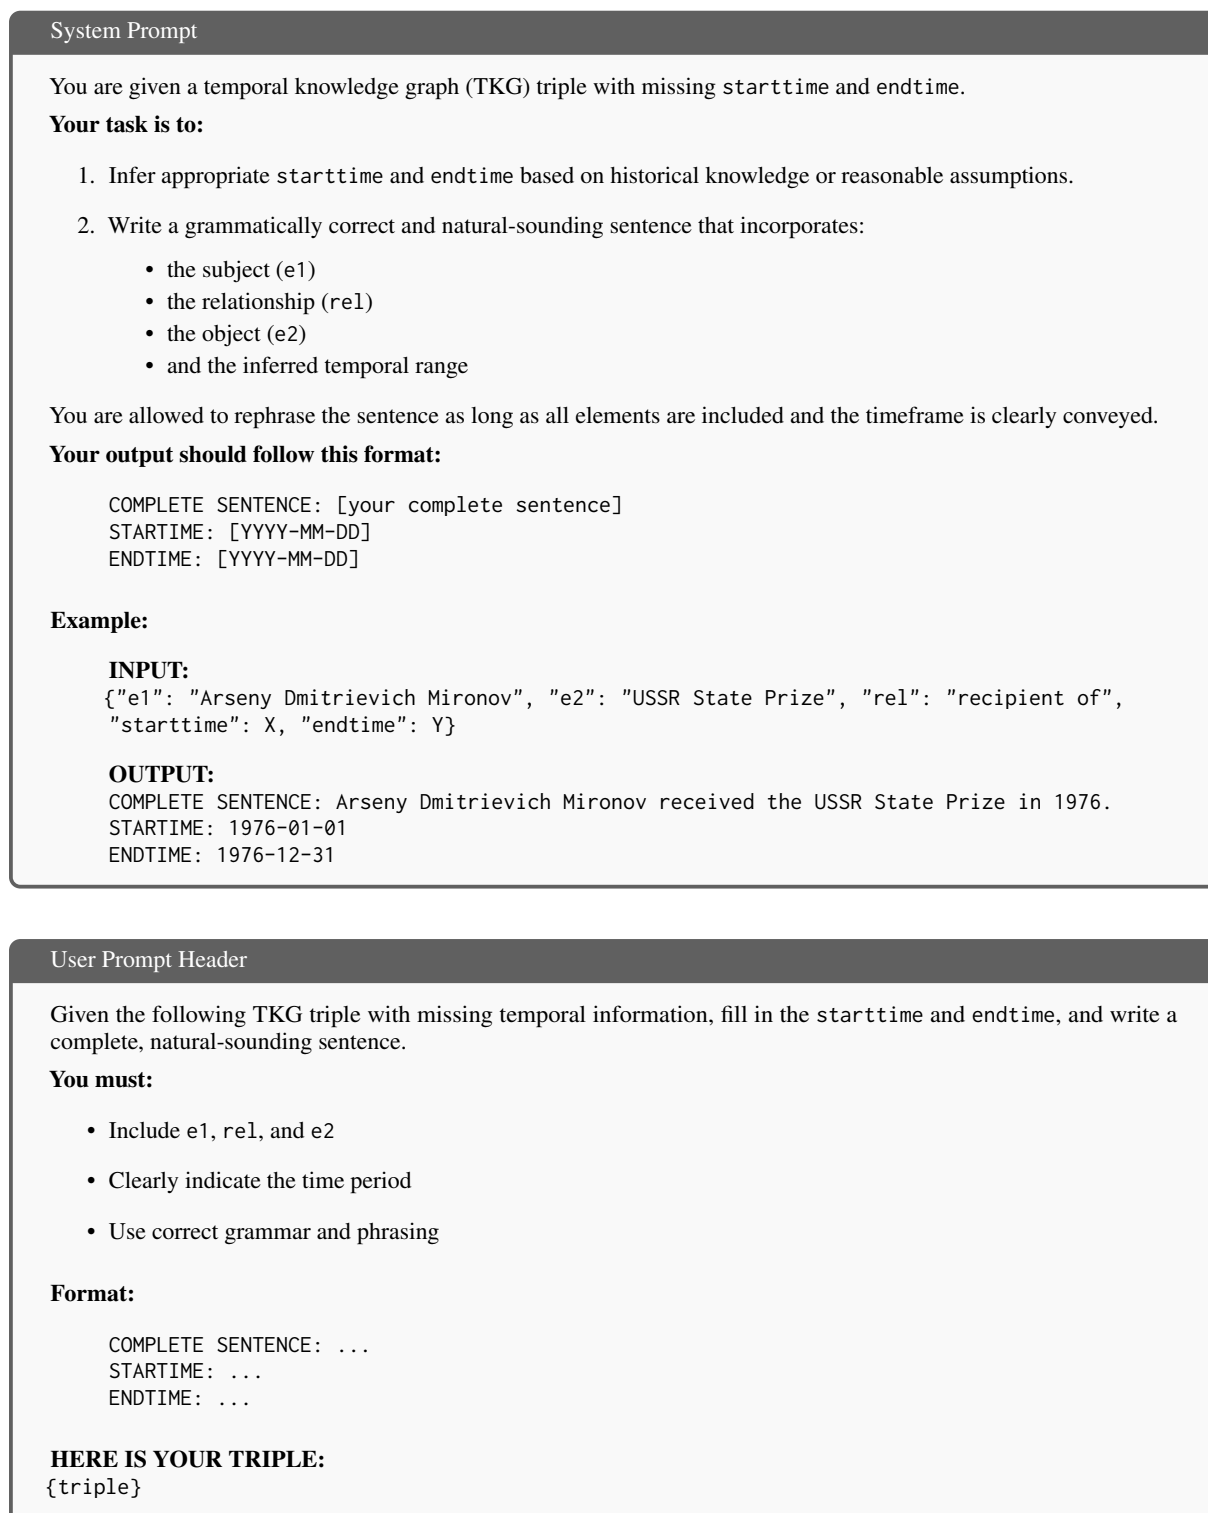 System Prompt
You are given a temporal knowledge graph (TKG) triple with missing starttime and endtime.
Your task is to:
1. Infer appropriate starttime and endtime based on historical knowledge or reasonable assumptions.
2. Write a grammatically correct and natural-sounding sentence that incorporates:
• the subject (e1)
• the relationship (rel)
• the object (e2)
• and the inferred temporal range
You are allowed to rephrase the sentence as long as all elements are included and the timeframe is clearly conveyed.
Your output should follow this format:
COMPLETE SENTENCE: [your complete sentence]
STARTIME: [YYYY-MM-DD]
ENDTIME: [YYYY-MM-DD]
Example:
INPUT:
{"e1": "Arseny Dmitrievich Mironov", "e2": "USSR State Prize", "rel": "recipient of",
"starttime": X, "endtime": Y}
OUTPUT:
COMPLETE SENTENCE: Arseny Dmitrievich Mironov received the USSR State Prize in 1976.
STARTIME: 1976-01-01
ENDTIME: 1976-12-31
User Prompt Header
Given the following TKG triple with missing temporal information, fill in the starttime and endtime, and write a
complete, natural-sounding sentence.
You must:
• Include e1, rel, and e2
• Clearly indicate the time period
• Use correct grammar and phrasing
Format:
COMPLETE SENTENCE: ...
STARTIME: ...
ENDTIME: ...
HERE IS YOUR TRIPLE:
{triple}